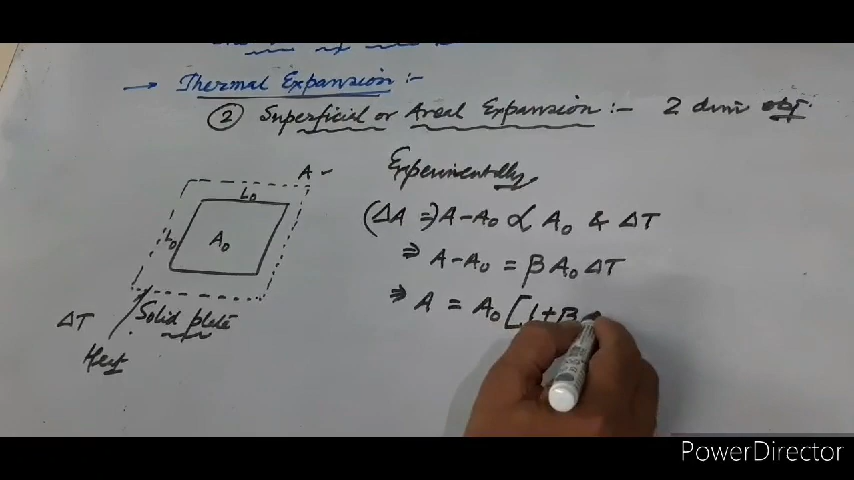 → Thermal Expansion :-
② Superficial or Areal Expansion :- 2 dim obj.
A
L₀
L₀
A₀
ΔT
Solid plate
Heat
Experimentally
(ΔA =) A - A₀ ∝ A₀ & ΔT
⇒ A - A₀ = β A₀ ΔT
⇒ A = A₀ [1 + β
PowerDirector